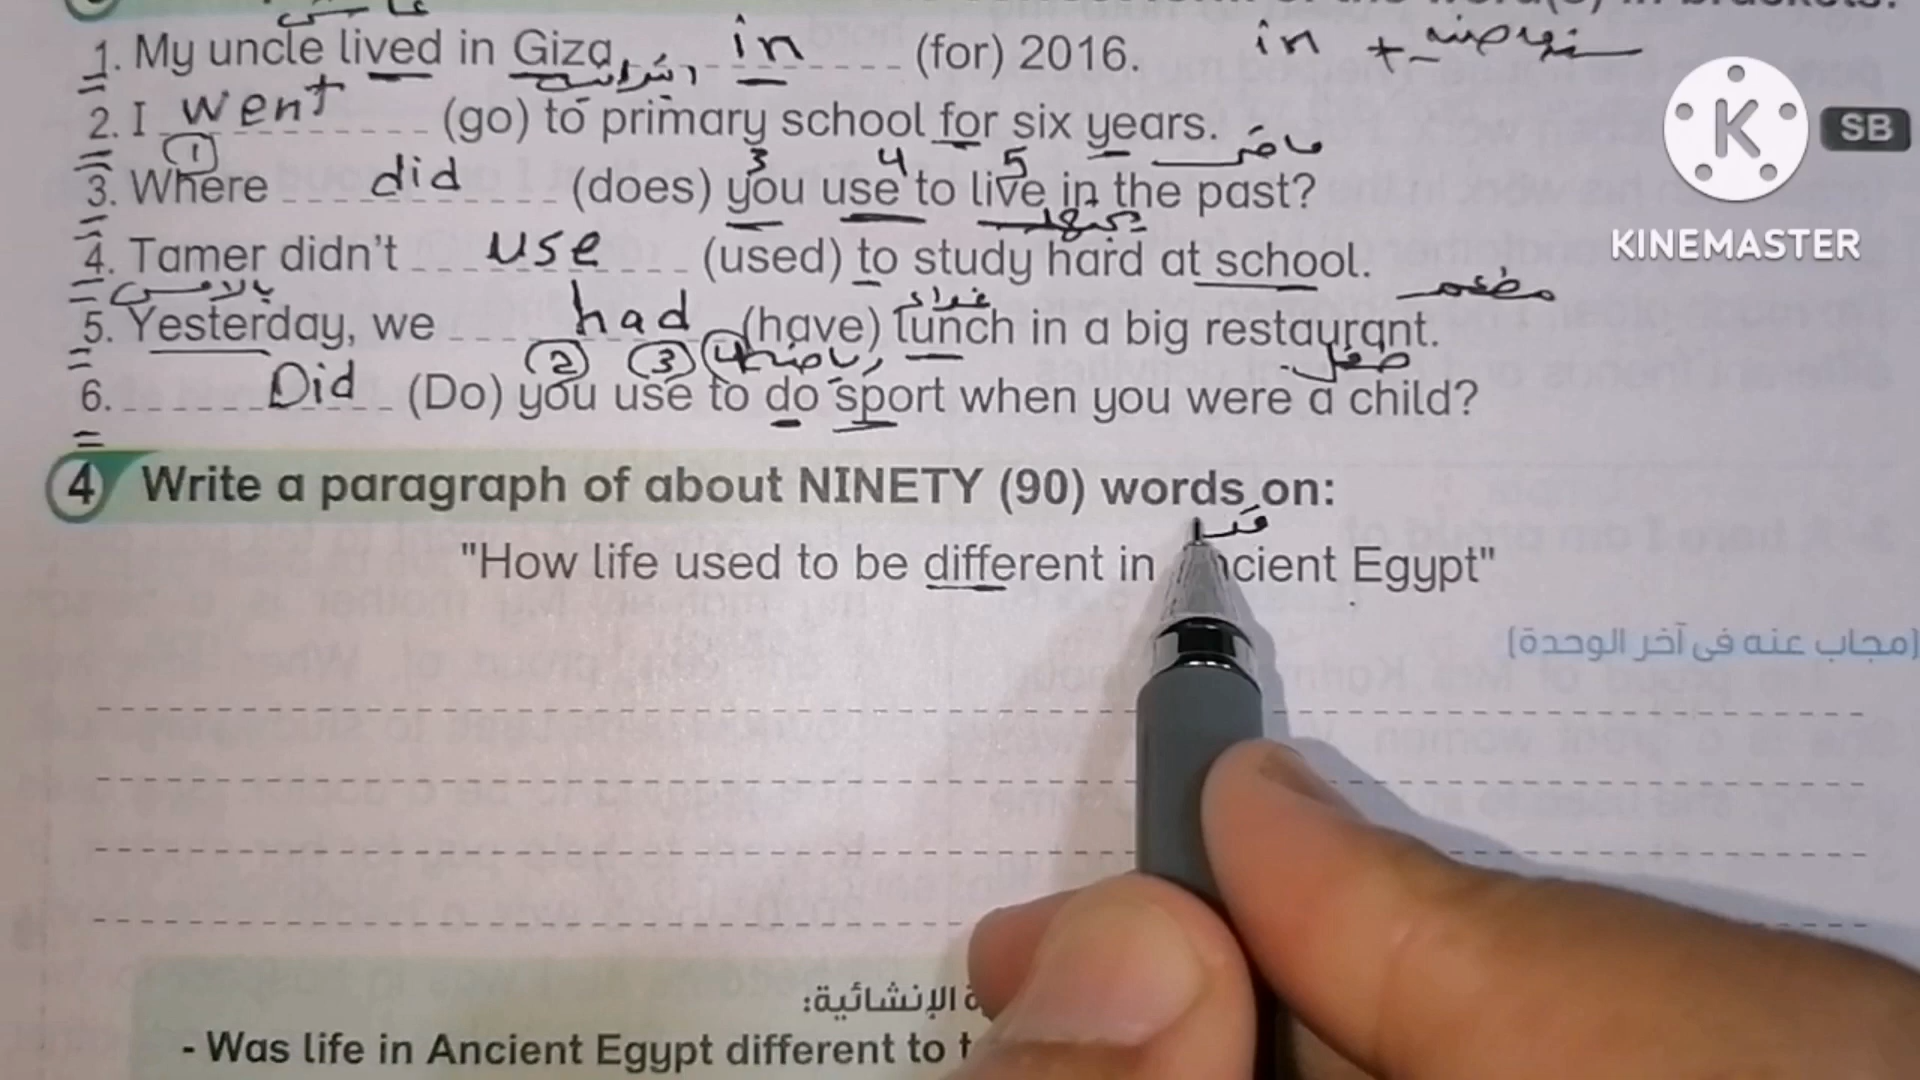 1. My uncle lived in Giza in (for) 2016. in + سنه
2. I went (go) to primary school for six years.
3. Where did (does) you use to live in the past?
4. Tamer didn't use (used) to study hard at school.
5. Yesterday, we had (have) lunch in a big restaurant.
6. Did (Do) you use to do sport when you were a child?
4 Write a paragraph of about NINETY (90) words on:
"How life used to be different in cient Egypt"
(مجاب عنه فى آخر الوحدة)
الإنشائية:
- Was life in Ancient Egypt different to
SB
KINEMASTER